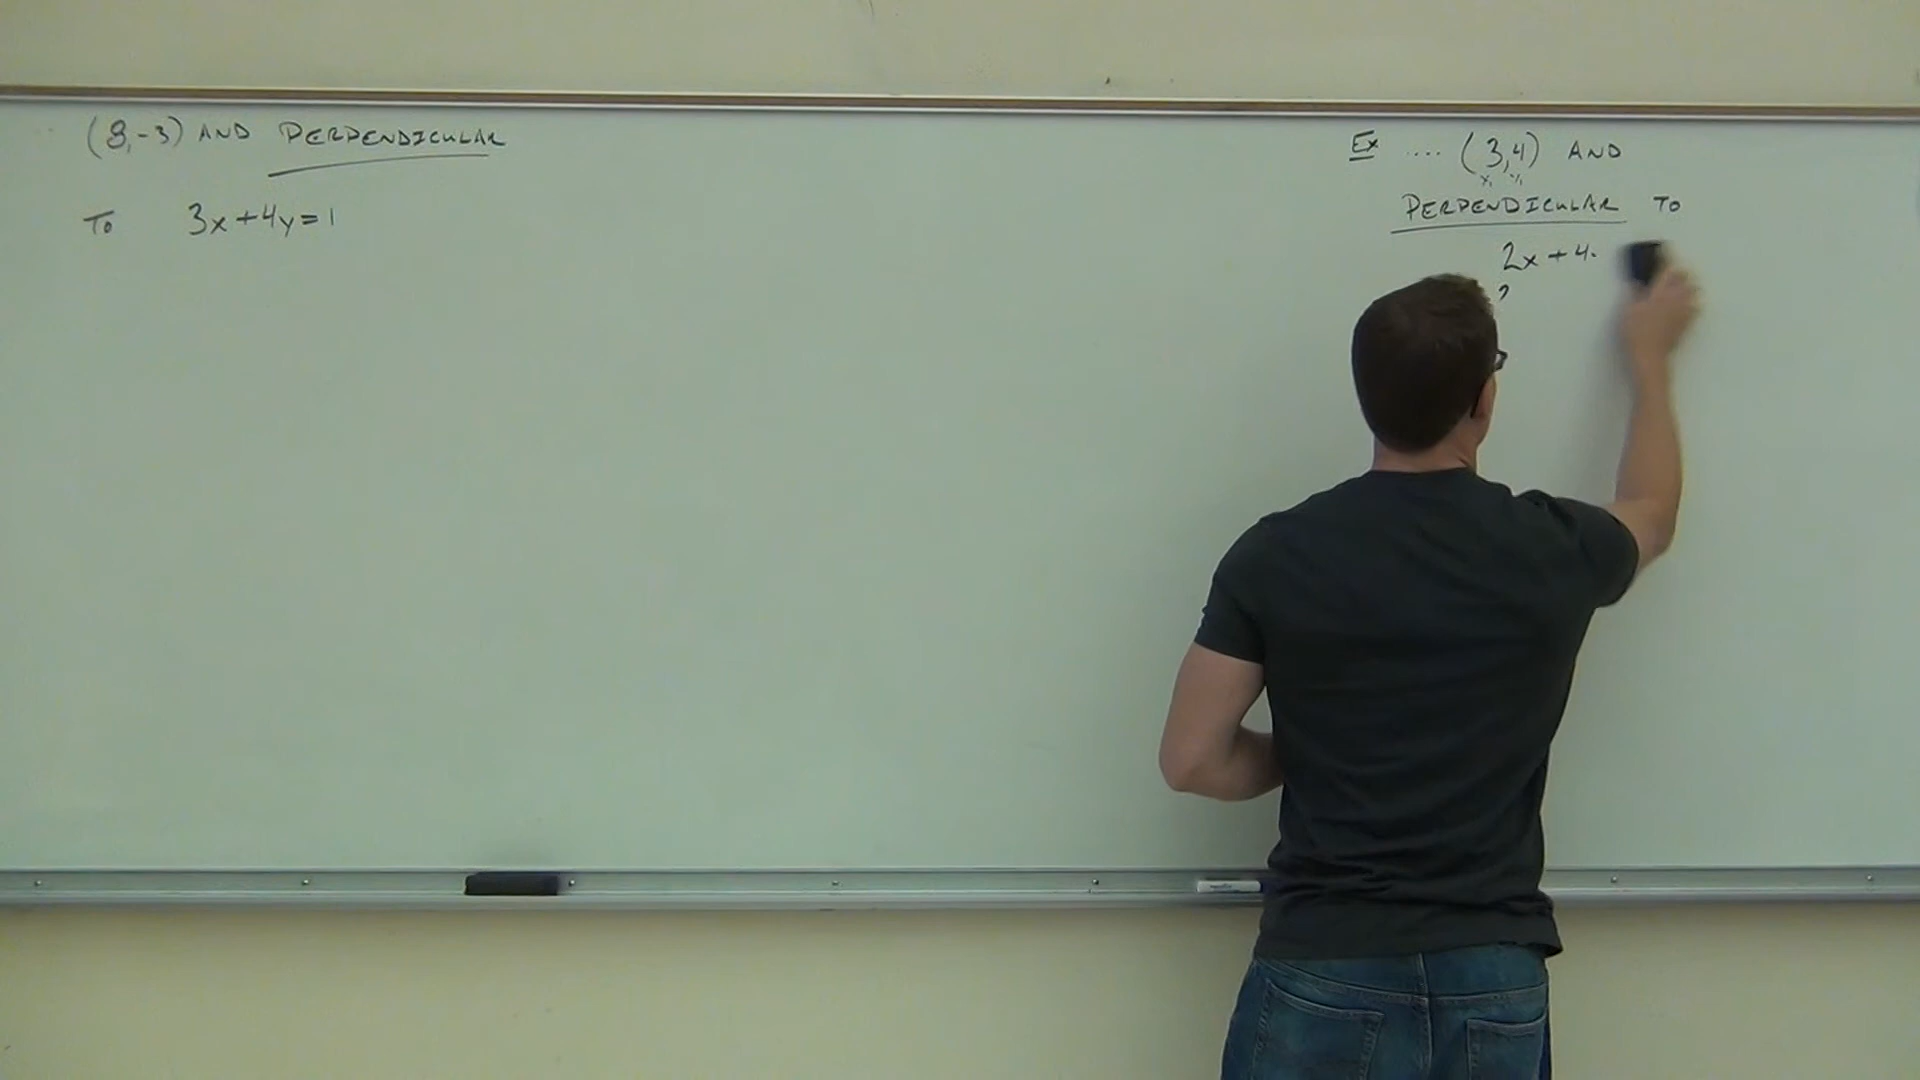 (8,-3) AND PERPENDICULAR
TO 3x+4y=1
Ex .... (3,4) AND
x₁ y₁
PERPENDICULAR TO
2x+4